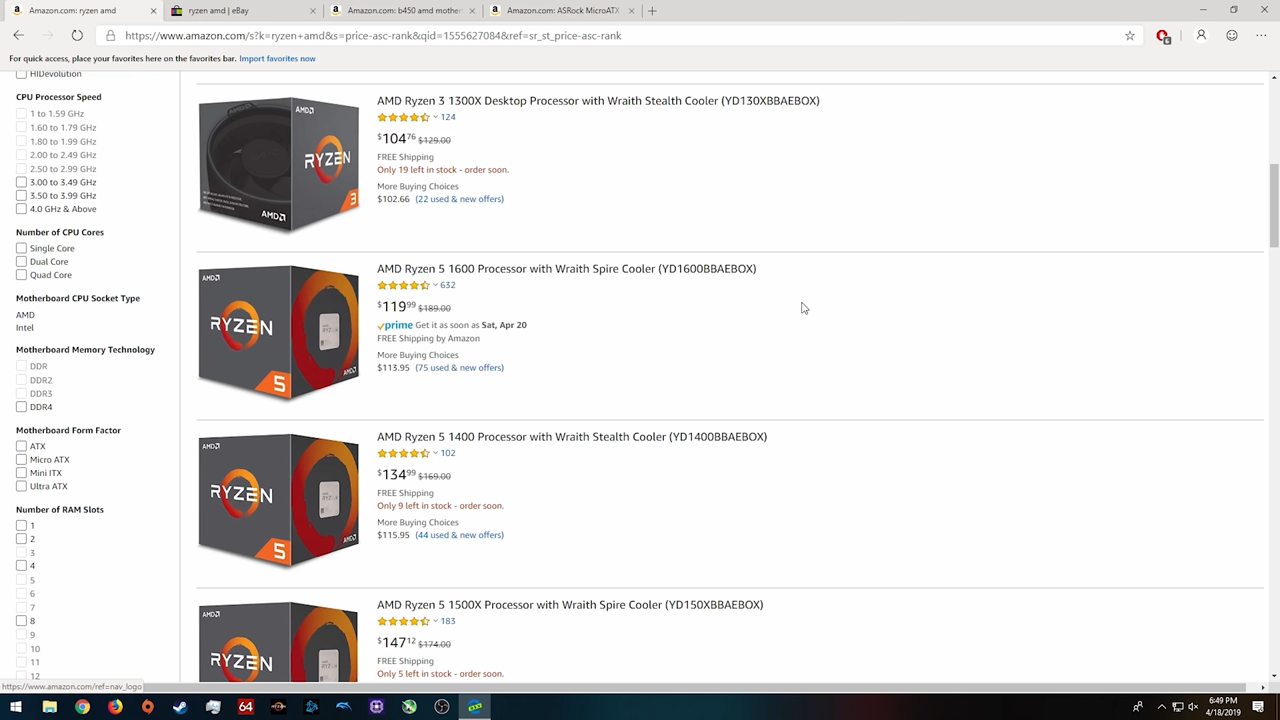 Amazon.com: ryzen amd
ryzen amd | eBay
Amazon.com: b450 amd mother
Amazon.com: ASRock MicroATX
https://www.amazon.com/s?k=ryzen+amd&s=price-asc-rank&qid=1555627084&ref=sr_st_price-asc-rank
6
For quick access, place your favorites here on the favorites bar. Import favorites now
HIDevolution
CPU Processor Speed
1 to 1.59 GHz
1.60 to 1.79 GHz
1.80 to 1.99 GHz
2.00 to 2.49 GHz
2.50 to 2.99 GHz
3.00 to 3.49 GHz
3.50 to 3.99 GHz
4.0 GHz & Above
Number of CPU Cores
Single Core
Dual Core
Quad Core
Motherboard CPU Socket Type
AMD
Intel
Motherboard Memory Technology
DDR
DDR2
DDR3
DDR4
Motherboard Form Factor
ATX
Micro ATX
Mini ITX
Ultra ATX
Number of RAM Slots
1
2
3
4
5
6
7
8
9
10
11
12
AMD
RYZEN
3
AMD
AMD Ryzen 3 1300X Desktop Processor with Wraith Stealth Cooler (YD130XBBAEBOX)
124
$104.76 $129.00
FREE Shipping
Only 19 left in stock - order soon.
More Buying Choices
$102.66 (22 used & new offers)
AMD
RYZEN
5
AMD
AMD Ryzen 5 1600 Processor with Wraith Spire Cooler (YD1600BBAEBOX)
632
$119.99 $189.00
prime Get it as soon as Sat, Apr 20
FREE Shipping by Amazon
More Buying Choices
$113.95 (75 used & new offers)
AMD
RYZEN
5
AMD
AMD Ryzen 5 1400 Processor with Wraith Stealth Cooler (YD1400BBAEBOX)
102
$134.99 $169.00
FREE Shipping
Only 9 left in stock - order soon.
More Buying Choices
$115.95 (44 used & new offers)
AMD
RYZEN
AMD Ryzen 5 1500X Processor with Wraith Spire Cooler (YD150XBBAEBOX)
183
$147.12 $174.00
FREE Shipping
Only 5 left in stock - order soon.
https://www.amazon.com/ref=nav_logo
64
6:49 PM
4/18/2019